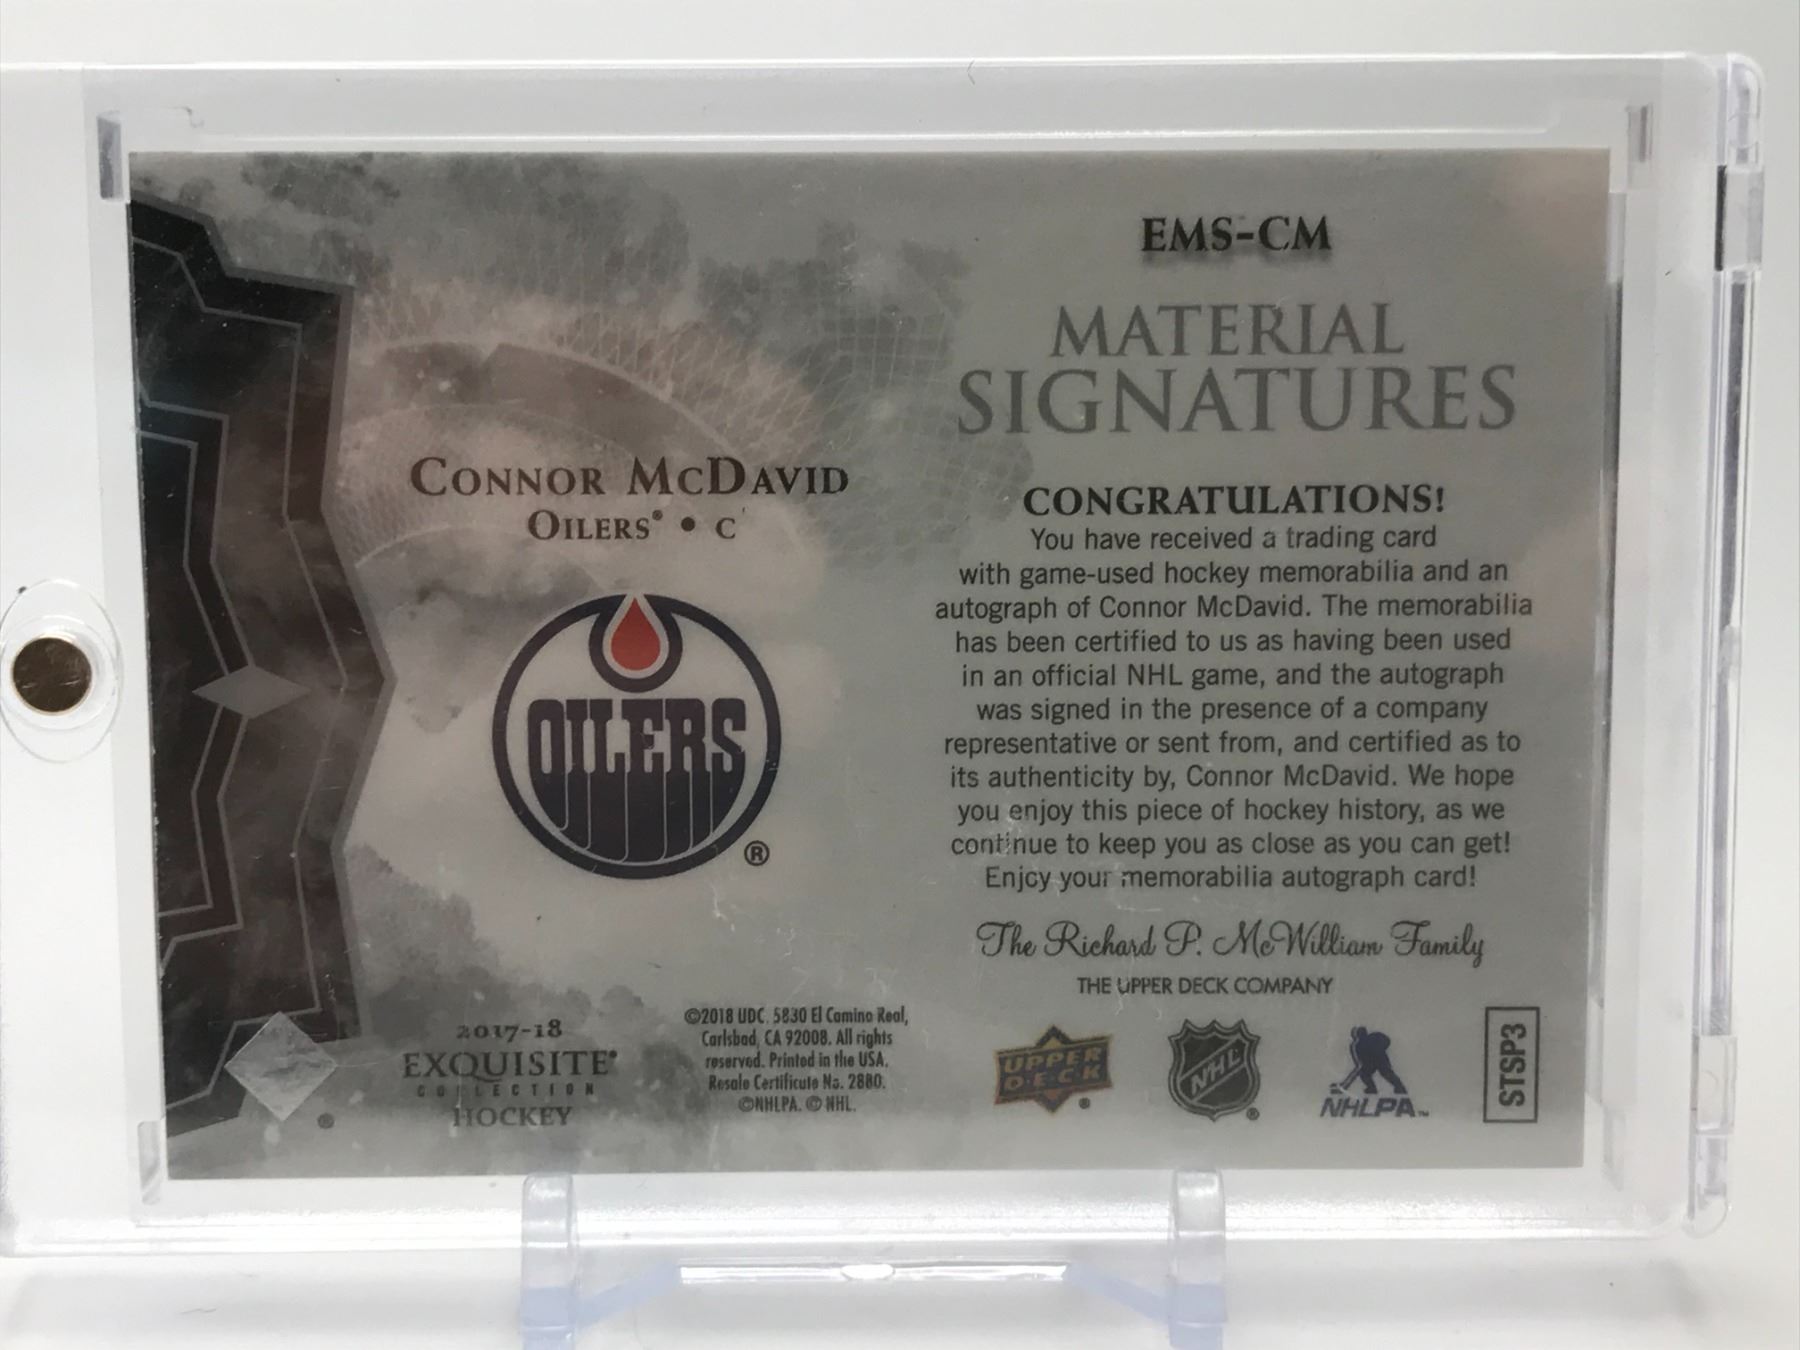 EMS-CM
MATERIAL
SIGNATURES
CONNOR MCDAVID
OILERS® • C
OILERS
®
CONGRATULATIONS!
You have received a trading card
with game-used hockey memorabilia and an
autograph of Connor McDavid. The memorabilia
has been certified to us as having been used
in an official NHL game, and the autograph
was signed in the presence of a company
representative or sent from, and certified as to
its authenticity by, Connor McDavid. We hope
you enjoy this piece of hockey history, as we
continue to keep you as close as you can get!
Enjoy your memorabilia autograph card!
The Richard P. McWilliam Family
THE UPPER DECK COMPANY
®
2017-18
EXQUISITE®
COLLECTION
HOCKEY
©2018 UDC. 5830 El Camino Real,
Carlsbad, CA 92008. All rights
reserved. Printed in the USA.
Resale Certificate No. 2880.
©NHLPA. © NHL.
UPPER
DECK
®
NHL
®
NHLPA™
STSP3